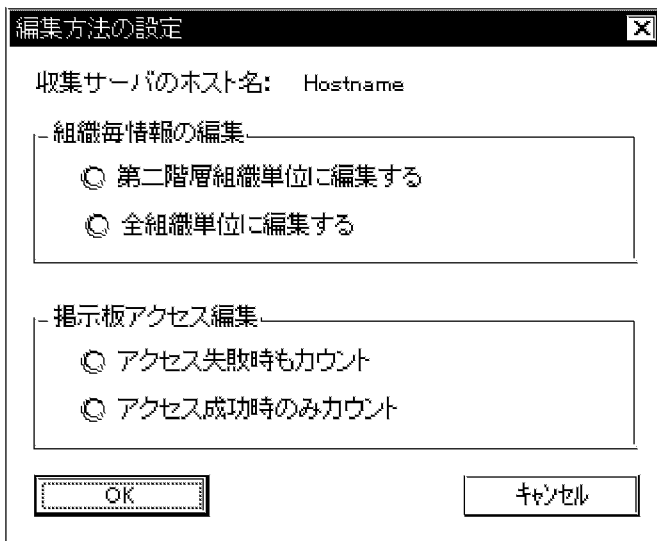 編集方法の設定
収集サーバのホスト名: Hostname
組織毎情報の編集
第二階層組織単位に編集する
全組織単位に編集する
掲示板アクセス編集
アクセス失敗時もカウント
アクセス成功時のみカウント
OK キャンセル